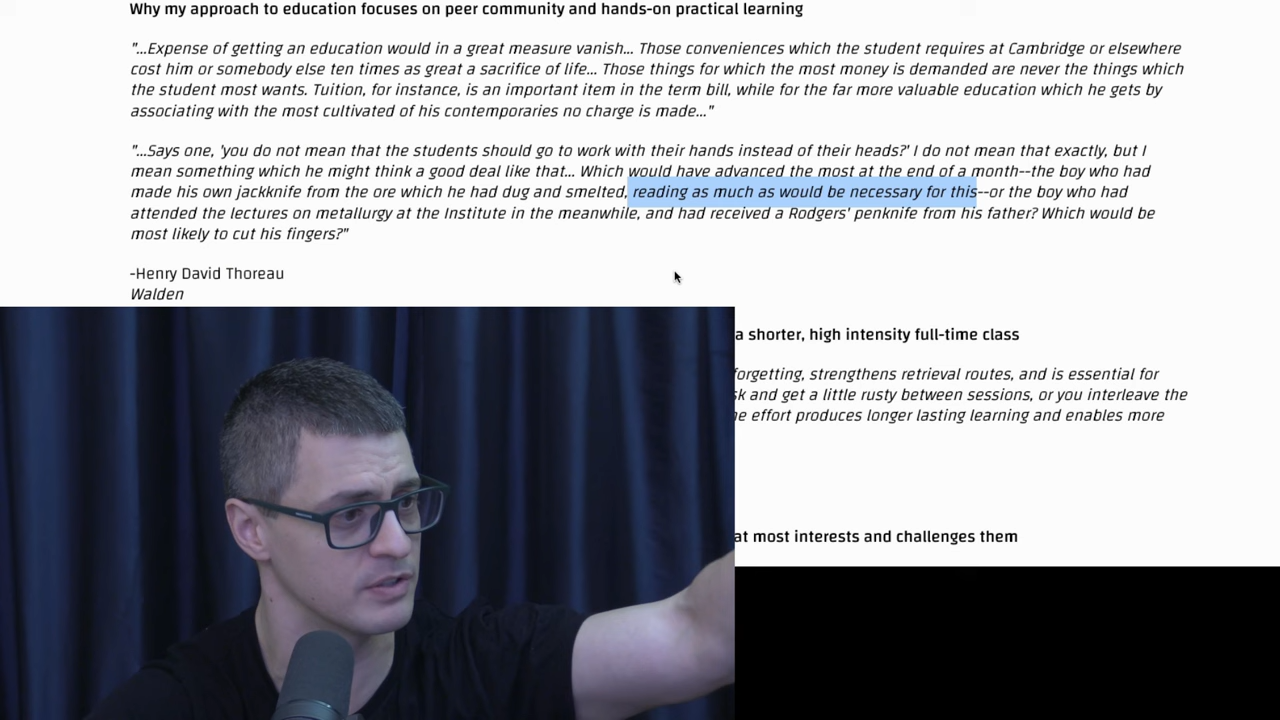 Why my approach to education focuses on peer community and hands-on practical learning
"...Expense of getting an education would in a great measure vanish... Those conveniences which the student requires at Cambridge or elsewhere
cost him or somebody else ten times as great a sacrifice of life... Those things for which the most money is demanded are never the things which
the student most wants. Tuition, for instance, is an important item in the term bill, while for the far more valuable education which he gets by
associating with the most cultivated of his contemporaries no charge is made..."
"...Says one, 'you do not mean that the students should go to work with their hands instead of their heads?' I do not mean that exactly, but I
mean something which he might think a good deal like that... Which would have advanced the most at the end of a month--the boy who had
made his own jackknife from the ore which he had dug and smelted, reading as much as would be necessary for this--or the boy who had
attended the lectures on metallurgy at the Institute in the meanwhile, and had received a Rodgers' penknife from his father? Which would be
most likely to cut his fingers?"
-Henry David Thoreau
Walden
a shorter, high intensity full-time class
forgetting, strengthens retrieval routes, and is essential for
and get a little rusty between sessions, or you interleave the
effort produces longer lasting learning and enables more
most interests and challenges them